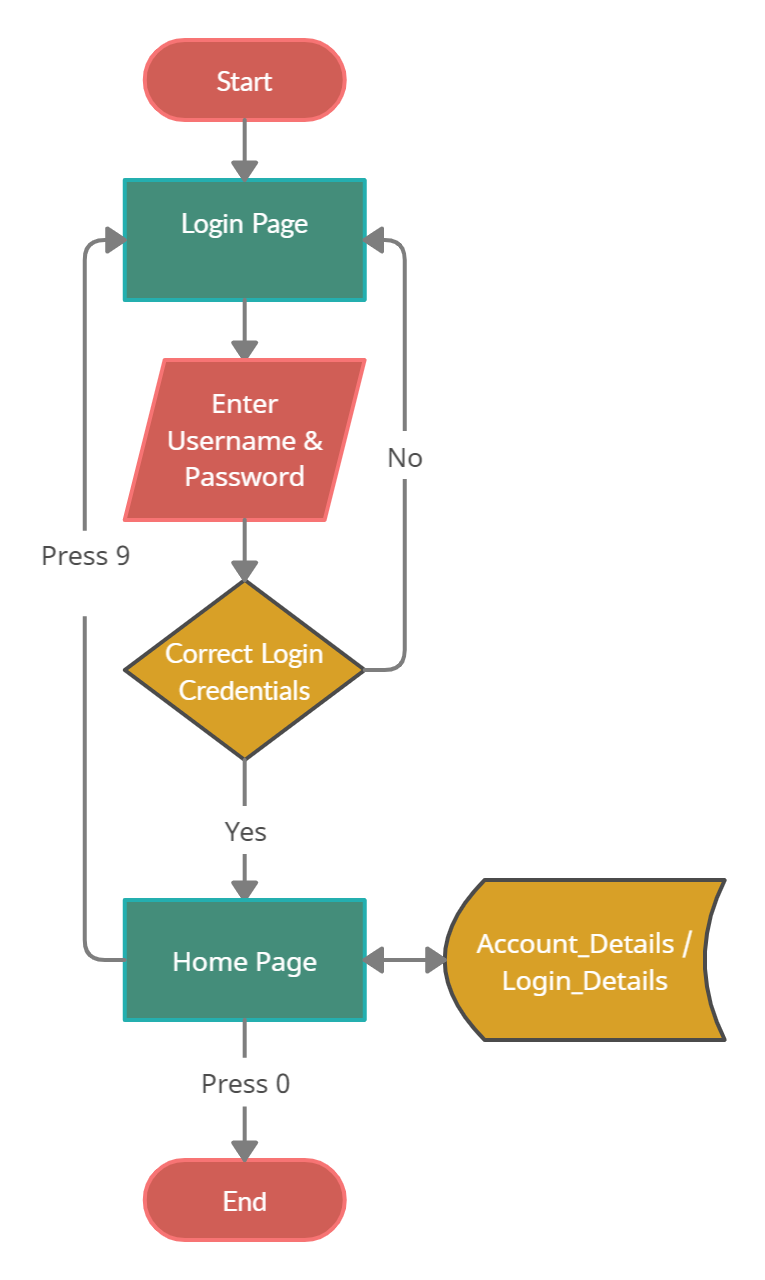 Start
Login Page
Enter
Username &
Password
No
Press 9
Correct Login
Credentials
Yes
Home Page
Account_Details /
Login_Details
Press 0
End